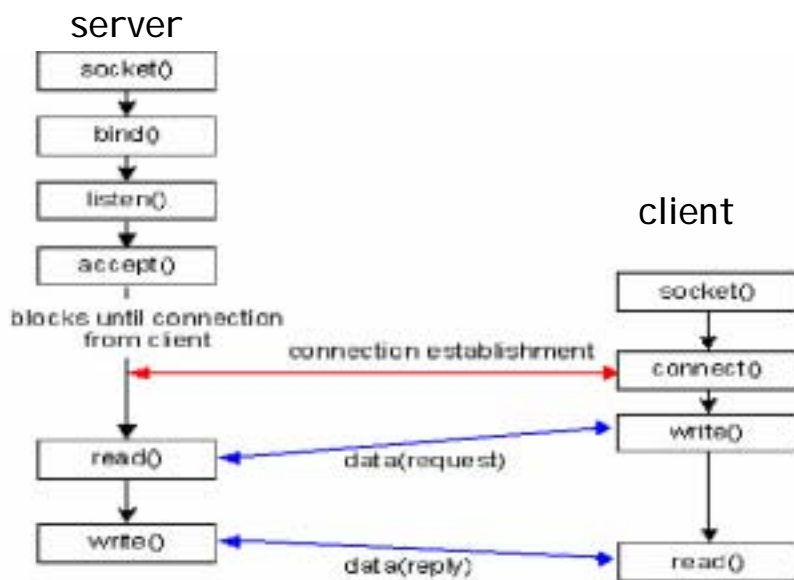 server
socket()
bind()
listen()
accept()
blocks until connection
from client
read()
write()
client
socket()
connect()
write()
read()
connection establishment
data(request)
data(reply)